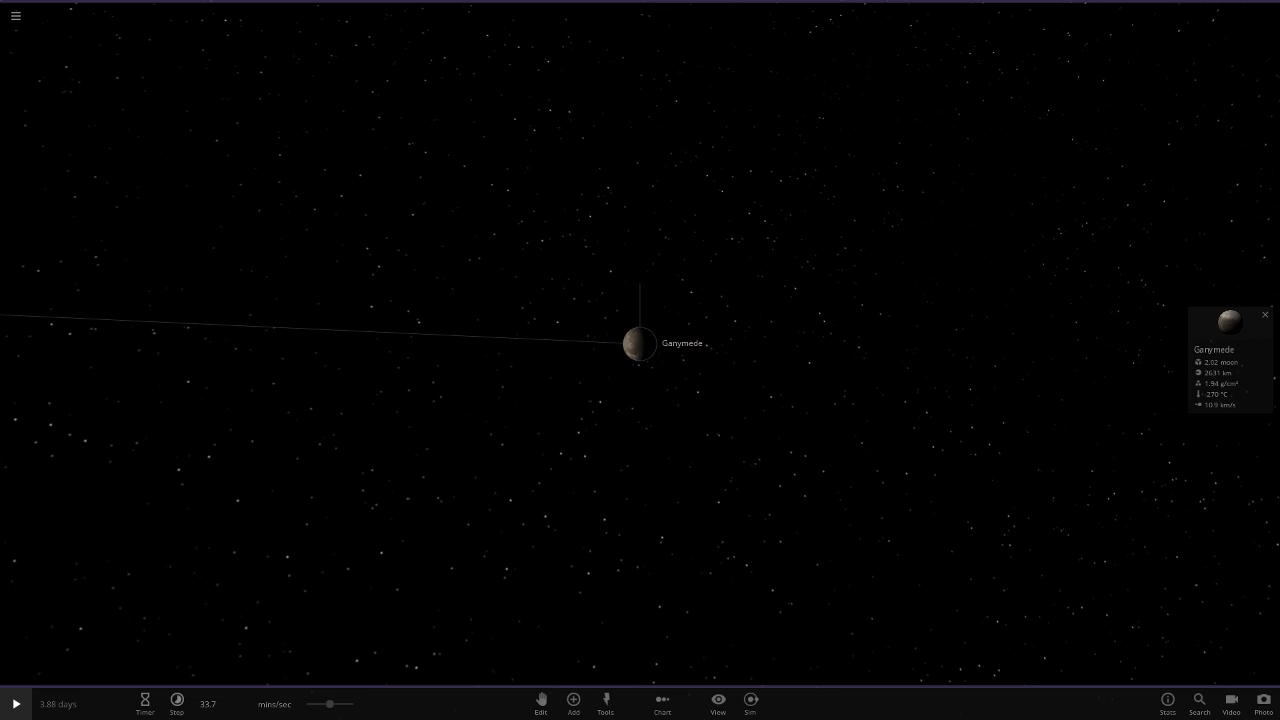 Ganymede
Ganymede
2.02 moon
2631 km
1.94 g/cm³
-270 °C
10.9 km/s
3.88 days
Timer
Step
33.7
mins/sec
Edit
Add
Tools
Chart
View
Sim
Stats
Search
Video
Photo